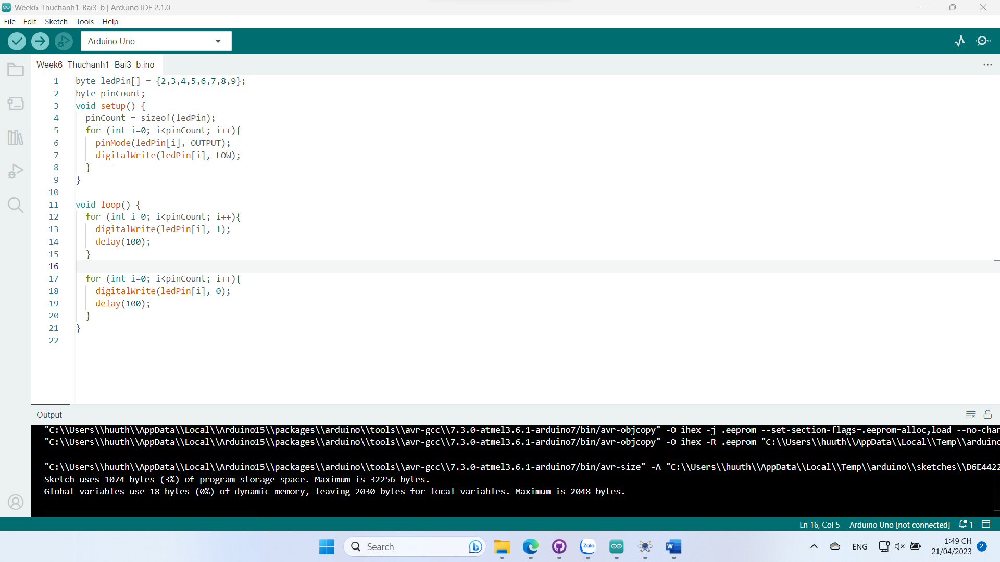 Week6_Thuchanh1_Bai3_b | Arduino IDE 2.1.0
File Edit Sketch Tools Help
Arduino Uno
Week6_Thuchanh1_Bai3_b.ino
1 byte ledPin[] = {2,3,4,5,6,7,8,9};
2 byte pinCount;
3 void setup() {
4 pinCount = sizeof(ledPin);
5 for (int i=0; i<pinCount; i++){
6 pinMode(ledPin[i], OUTPUT);
7 digitalWrite(ledPin[i], LOW);
8 }
9 }
10
11 void loop() {
12 for (int i=0; i<pinCount; i++){
13 digitalWrite(ledPin[i], 1);
14 delay(100);
15 }
16
17 for (int i=0; i<pinCount; i++){
18 digitalWrite(ledPin[i], 0);
19 delay(100);
20 }
21 }
22
Output
"C:\\Users\\huuth\\AppData\\Local\\Arduino15\\packages\\arduino\\tools\\avr-gcc\\7.3.0-atmel3.6.1-arduino7/bin/avr-objcopy" -O ihex -j .eeprom --set-section-flags=.eeprom=alloc,load --no-char
"C:\\Users\\huuth\\AppData\\Local\\Arduino15\\packages\\arduino\\tools\\avr-gcc\\7.3.0-atmel3.6.1-arduino7/bin/avr-objcopy" -O ihex -R .eeprom "C:\\Users\\huuth\\AppData\\Local\\Temp\\arduino
"C:\\Users\\huuth\\AppData\\Local\\Arduino15\\packages\\arduino\\tools\\avr-gcc\\7.3.0-atmel3.6.1-arduino7/bin/avr-size" -A "C:\\Users\\huuth\\AppData\\Local\\Temp\\arduino\\sketches\\D6E4422
Sketch uses 1074 bytes (3%) of program storage space. Maximum is 32256 bytes.
Global variables use 18 bytes (0%) of dynamic memory, leaving 2030 bytes for local variables. Maximum is 2048 bytes.
Ln 16, Col 5 Arduino Uno [not connected] 1
Search
Zalo
W
ENG
1:49 CH
21/04/2023
2